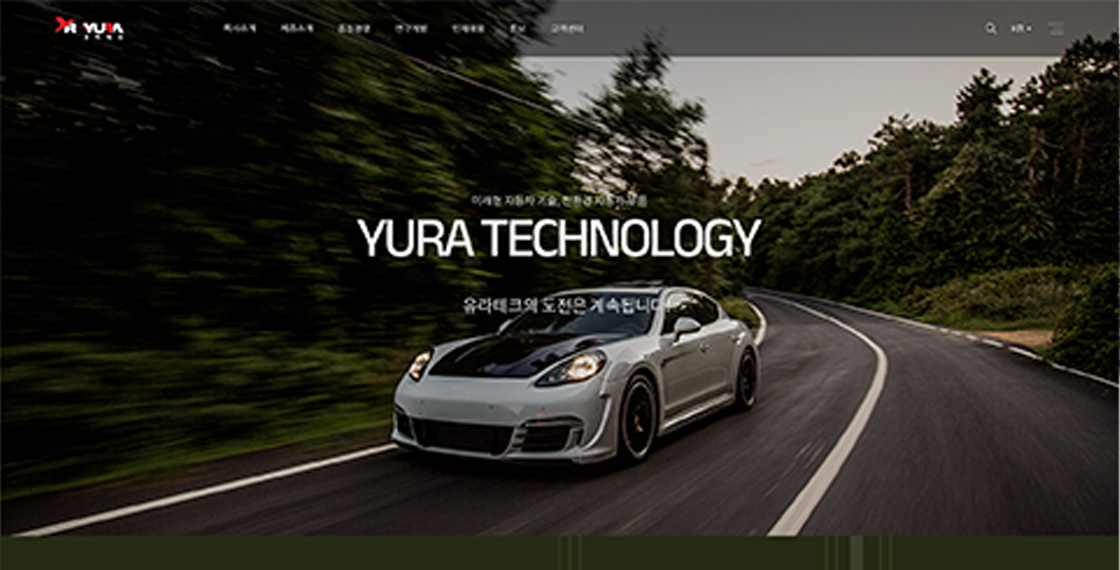 YURA
회사소개 제품소개 품질경영 연구개발 인재채용 홍보 고객센터
KR
미래형 자동차 기술, 친환경 자동차 부품
YURA TECHNOLOGY
유라테크의 도전은 계속됩니다